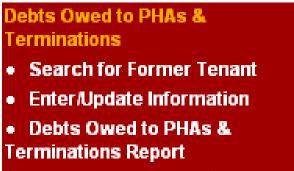 Debts Owed to PHAs &
Terminations
● Search for Former Tenant
● Enter/Update Information
● Debts Owed to PHAs &
Terminations Report